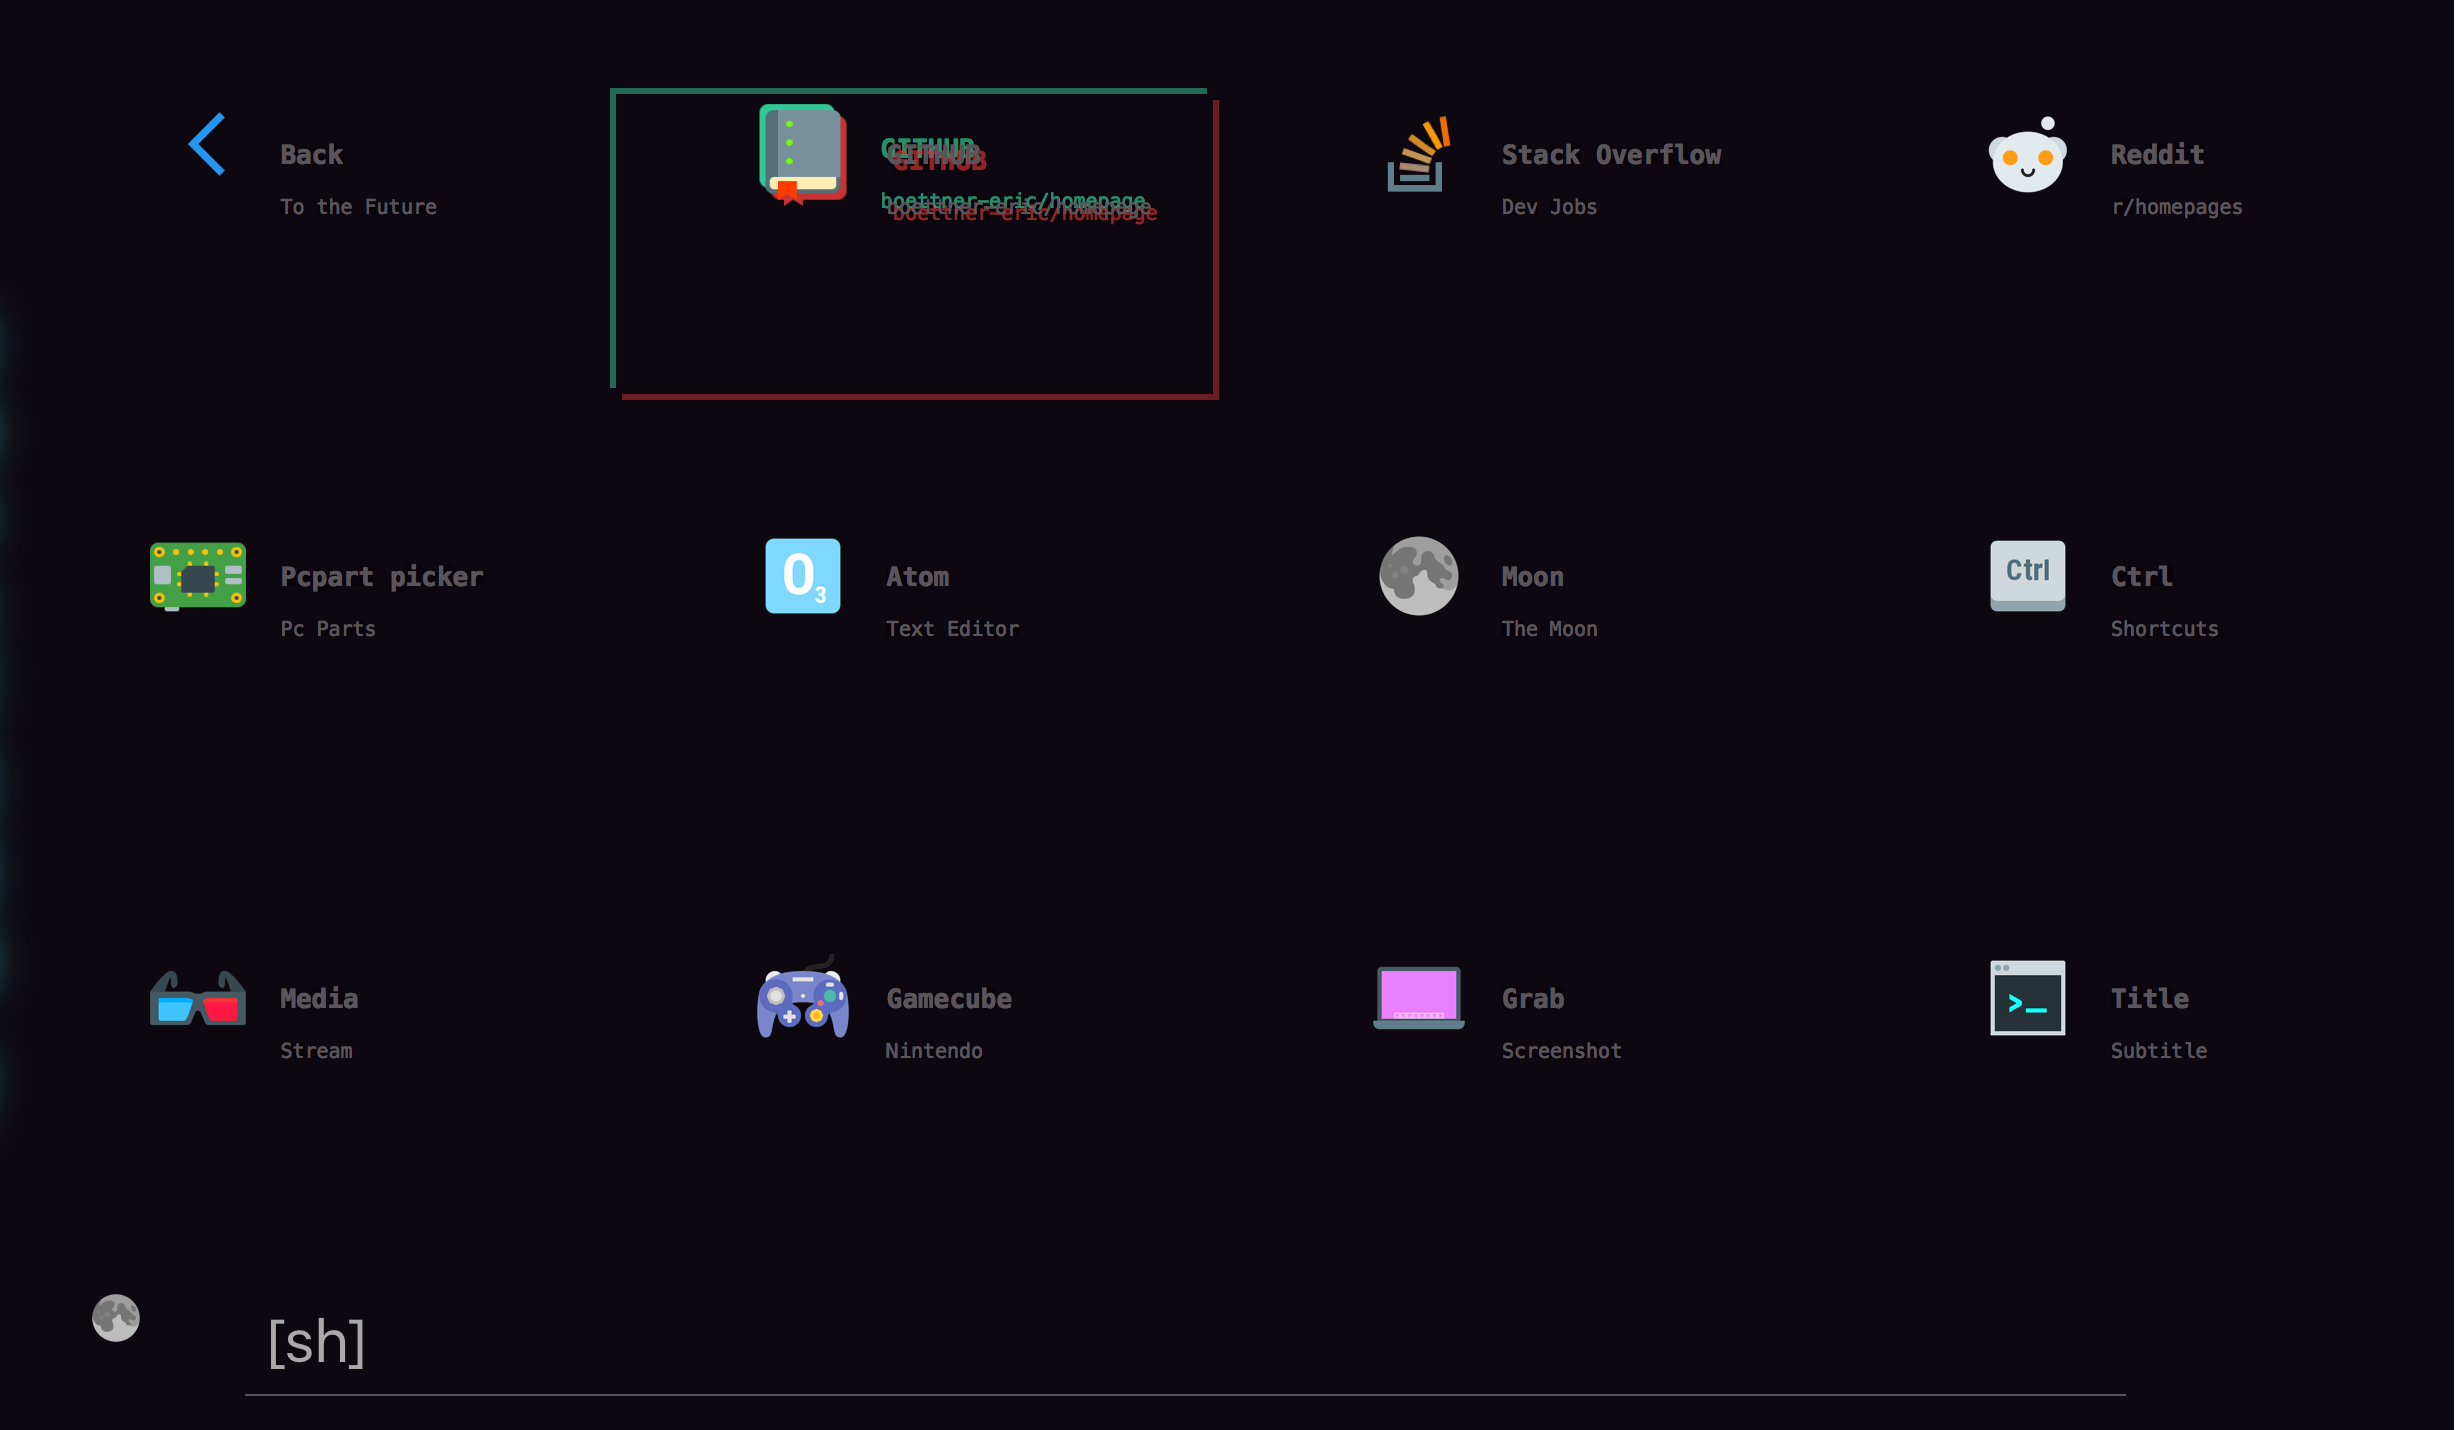 Back
To the Future
GITHUB
boettner-eric/homepage
Stack Overflow
Dev Jobs
Reddit
r/homepages
Pcpart picker
Pc Parts
O3
Atom
Text Editor
Moon
The Moon
Ctrl
Ctrl
Shortcuts
Media
Stream
Gamecube
Nintendo
Grab
Screenshot
>_
Title
Subtitle
[sh]